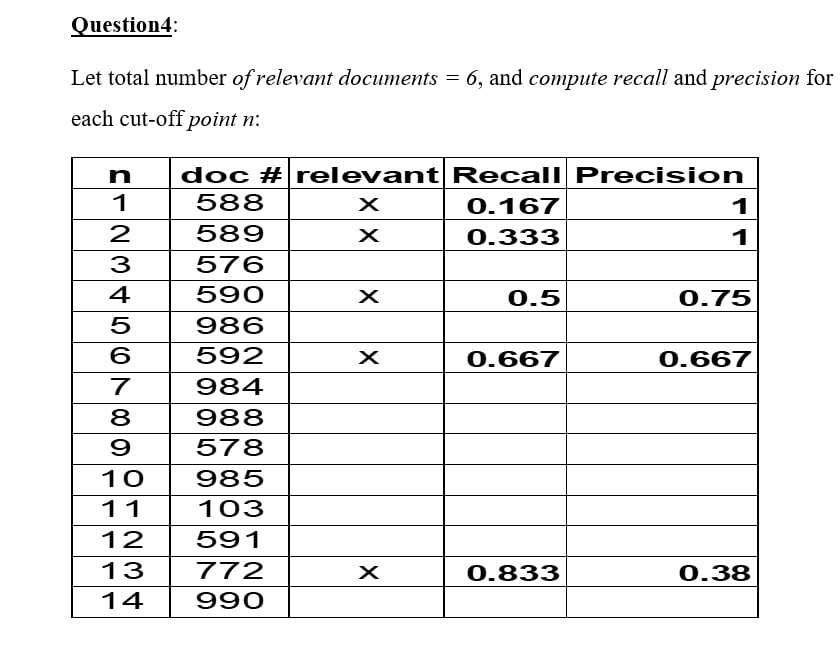 Question4:
Let total number of relevant documents = 6, and compute recall and precision for
each cut-off point n:
n doc # relevant Recall Precision
1 588 x 0.167 1
2 589 x 0.333 1
3 576
4 590 x 0.5 0.75
5 986
6 592 x 0.667 0.667
7 984
8 988
9 578
10 985
11 103
12 591
13 772 x 0.833 0.38
14 990